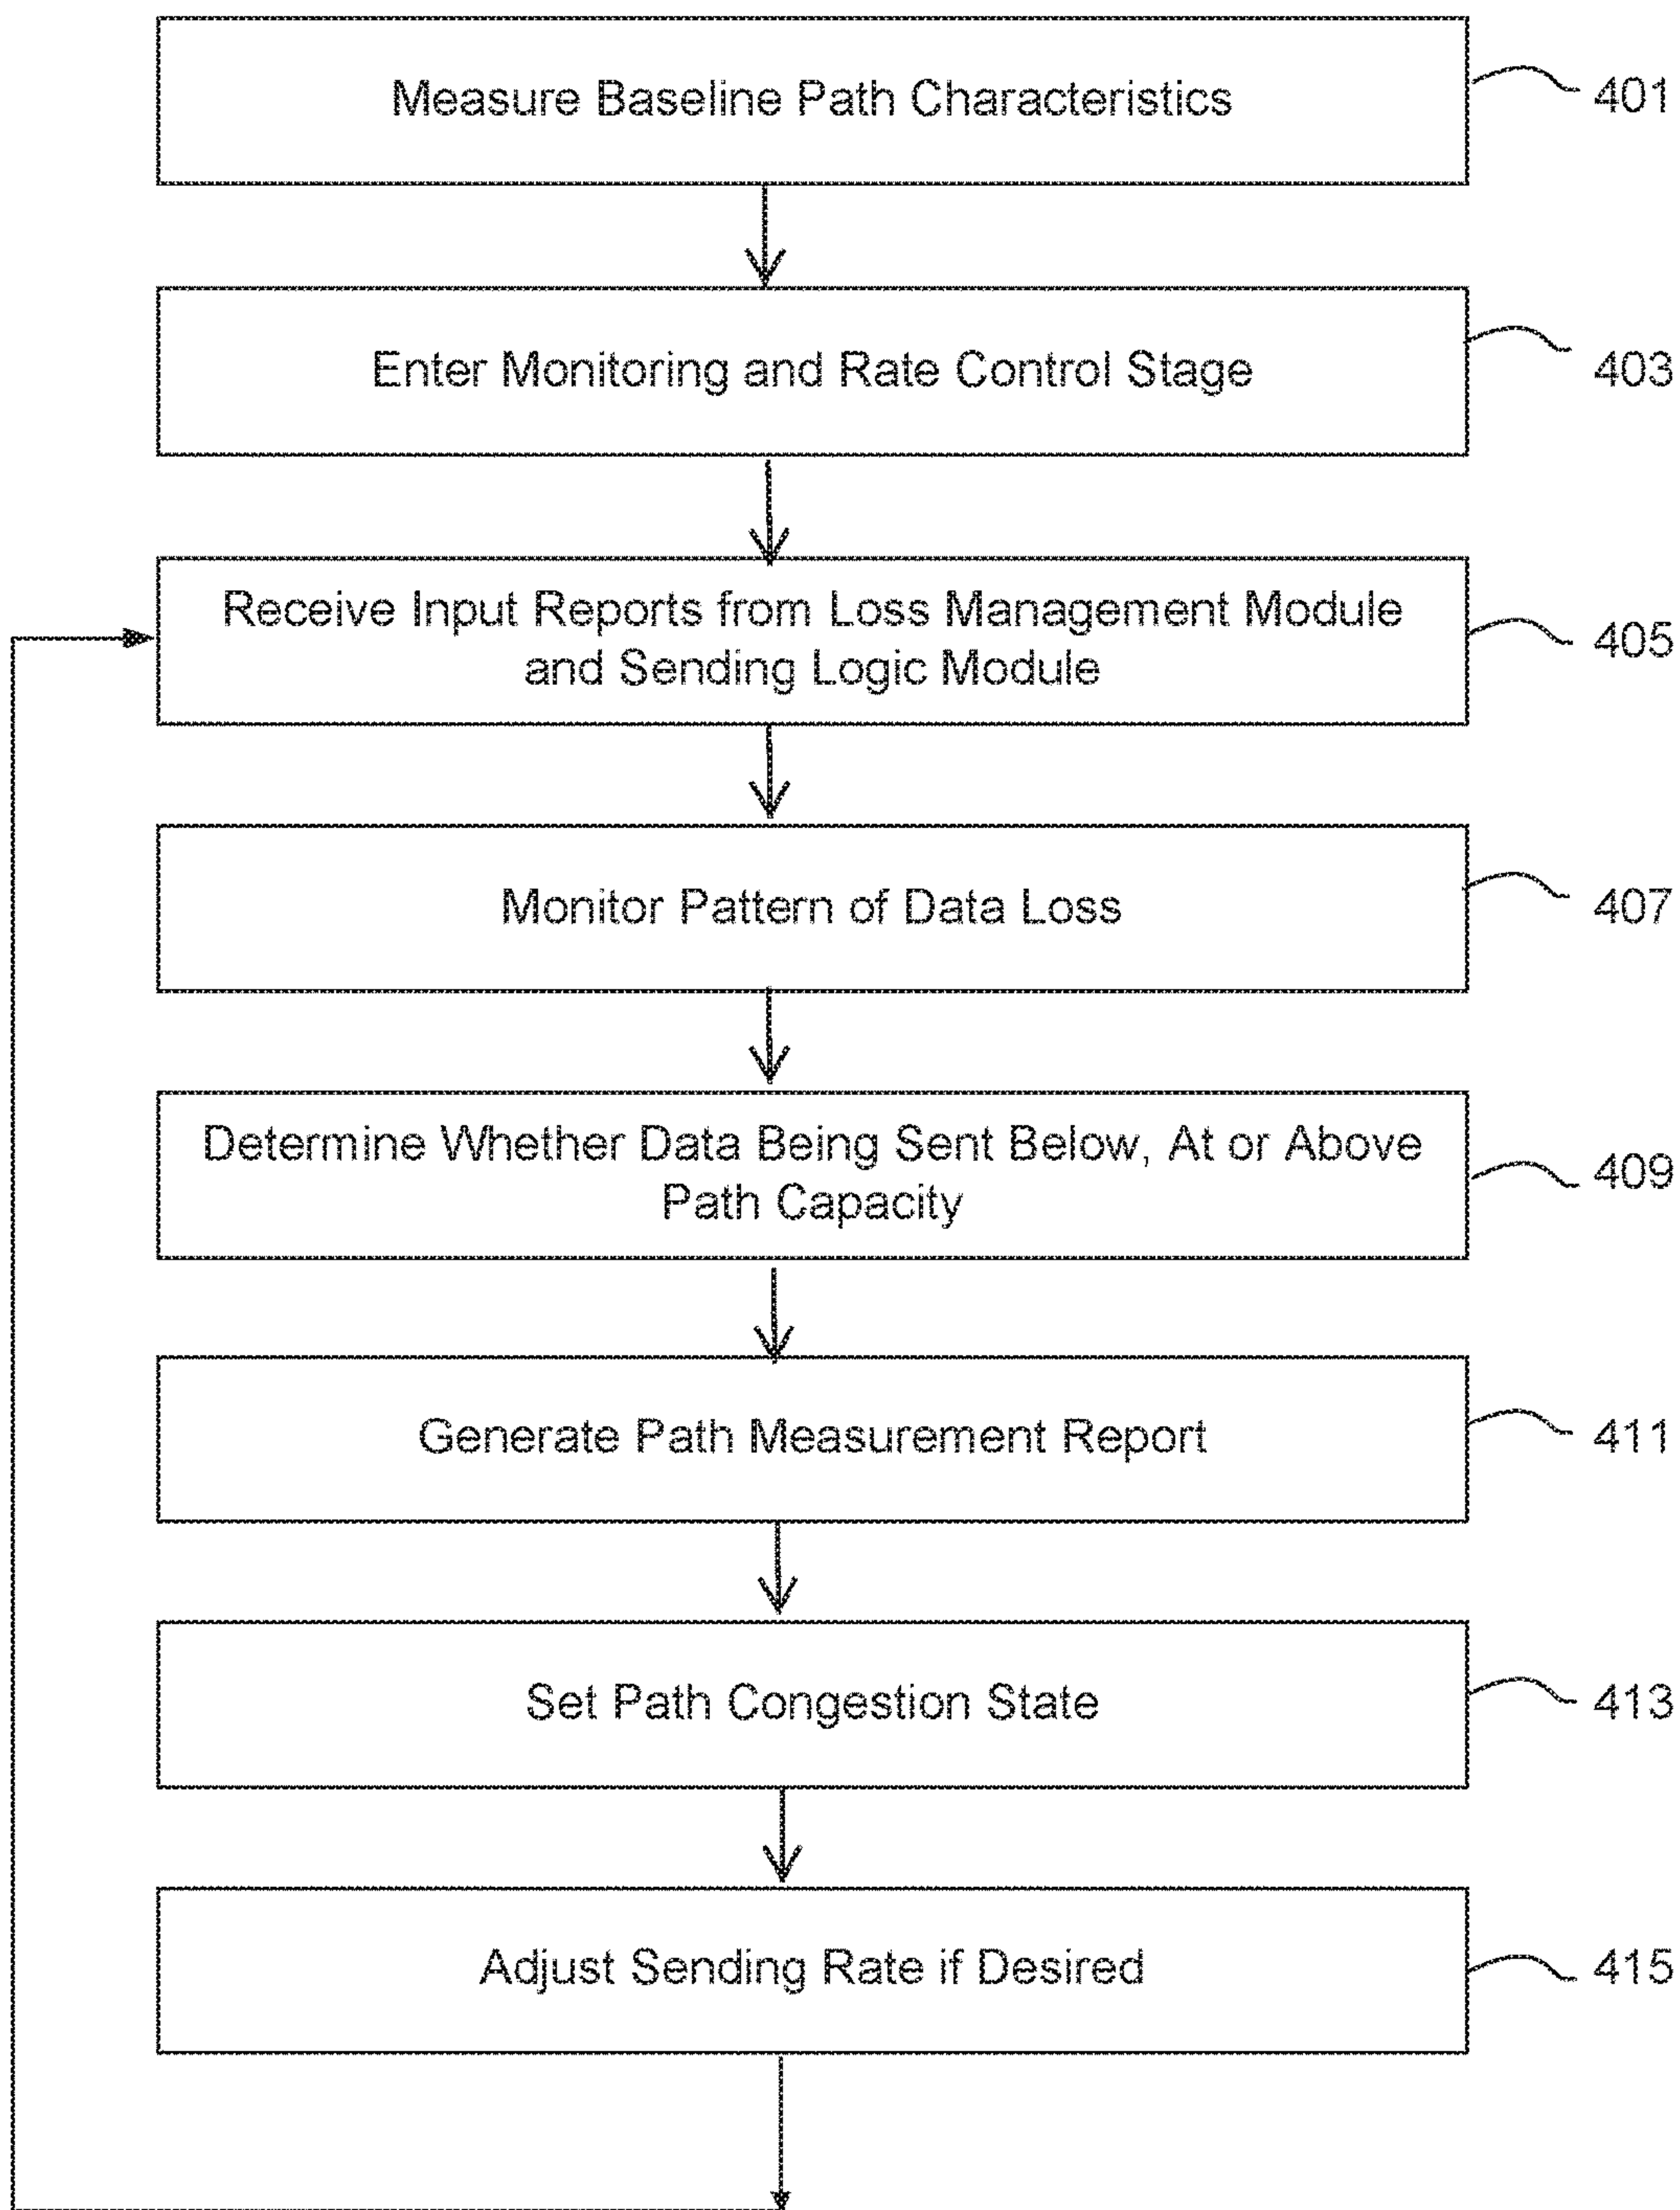 Measure Baseline Path Characteristics
401
Enter Monitoring and Rate Control Stage
403
Receive Input Reports from Loss Management Module
and Sending Logic Module
405
Monitor Pattern of Data Loss
407
Determine Whether Data Being Sent Below, At or Above
Path Capacity
409
Generate Path Measurement Report
411
Set Path Congestion State
413
Adjust Sending Rate if Desired
415